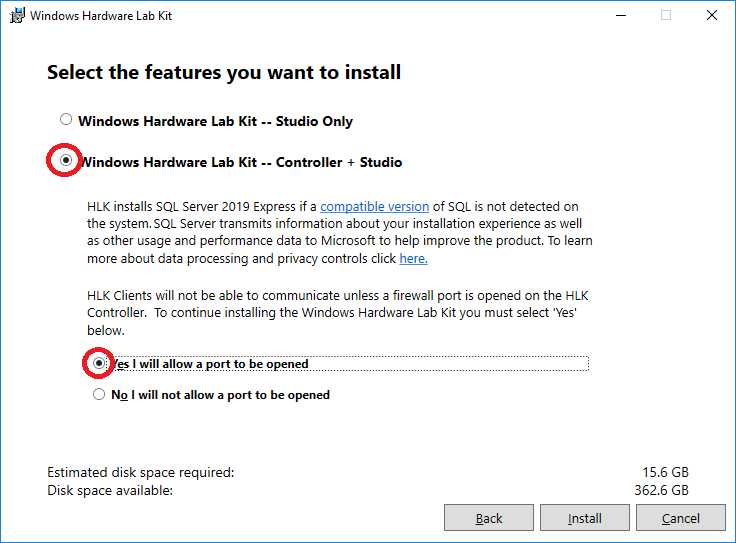 Windows Hardware Lab Kit
Select the features you want to install
Windows Hardware Lab Kit -- Studio Only
Windows Hardware Lab Kit -- Controller + Studio
HLK installs SQL Server 2019 Express if a compatible version of SQL is not detected on
the system. SQL Server transmits information about your installation experience as well
as other usage and performance data to Microsoft to help improve the product. To learn
more about data processing and privacy controls click here.
HLK Clients will not be able to communicate unless a firewall port is opened on the HLK
Controller.  To continue installing the Windows Hardware Lab Kit you must select 'Yes'
below.
Yes I will allow a port to be opened
No I will not allow a port to be opened
Estimated disk space required: 15.6 GB
Disk space available: 362.6 GB
Back Install Cancel